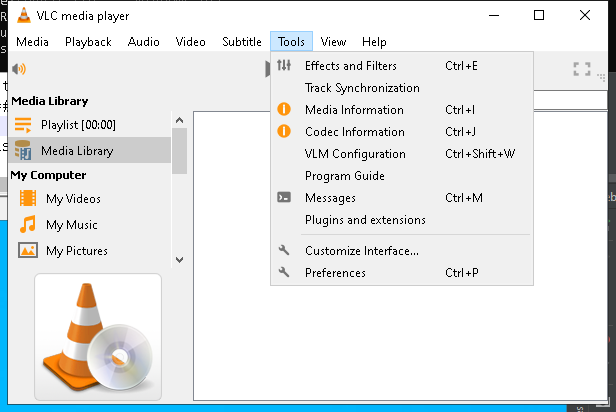 VLC media player
Media Playback Audio Video Subtitle Tools View Help
Effects and Filters Ctrl+E
Track Synchronization
Media Information Ctrl+I
Codec Information Ctrl+J
VLM Configuration Ctrl+Shift+W
Program Guide
Messages Ctrl+M
Plugins and extensions
Customize Interface...
Preferences Ctrl+P
Media Library
Playlist [00:00]
Media Library
My Computer
My Videos
My Music
My Pictures